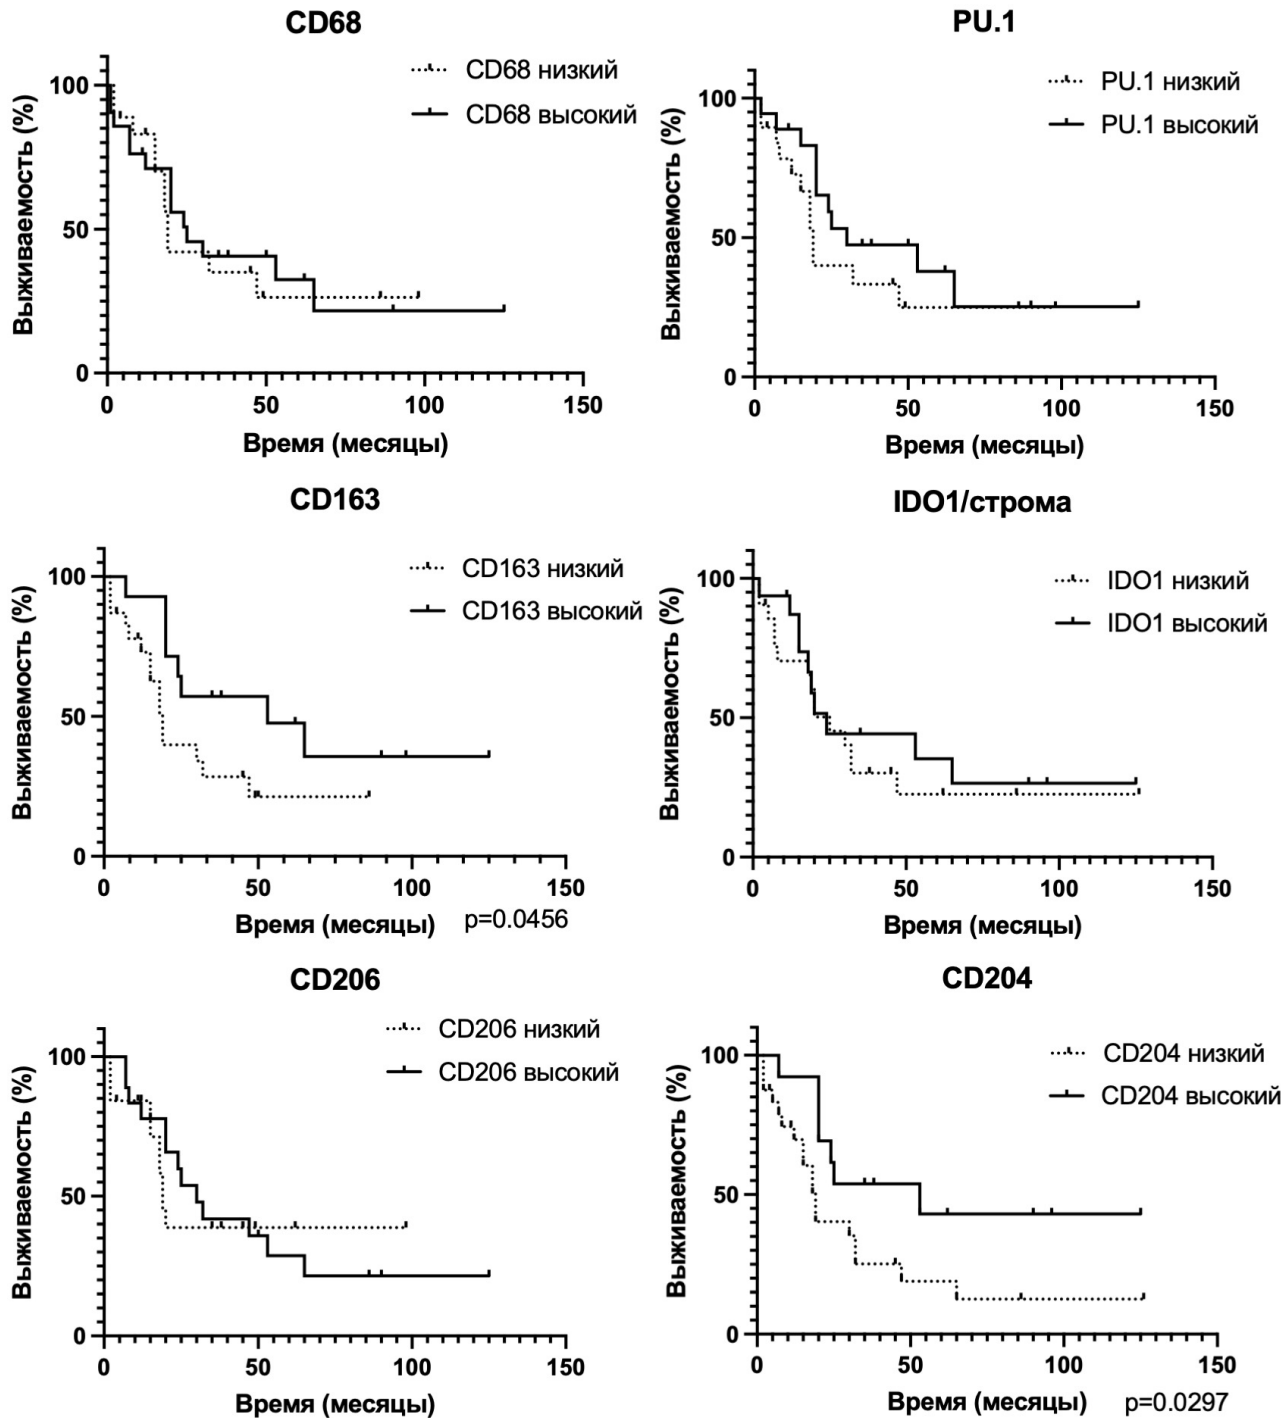 CD68
CD68 низкий
CD68 высокий
Выживаемость (%)
100
50
0
0 50 100 150
Время (месяцы)
PU.1
PU.1 низкий
PU.1 высокий
Выживаемость (%)
100
50
0
0 50 100 150
Время (месяцы)
CD163
CD163 низкий
CD163 высокий
Выживаемость (%)
100
50
0
0 50 100 150
Время (месяцы) p=0.0456
IDO1/строма
IDO1 низкий
IDO1 высокий
Выживаемость (%)
100
50
0
0 50 100 150
Время (месяцы)
CD206
CD206 низкий
CD206 высокий
Выживаемость (%)
100
50
0
0 50 100 150
Время (месяцы)
CD204
CD204 низкий
CD204 высокий
Выживаемость (%)
100
50
0
0 50 100 150
Время (месяцы) p=0.0297